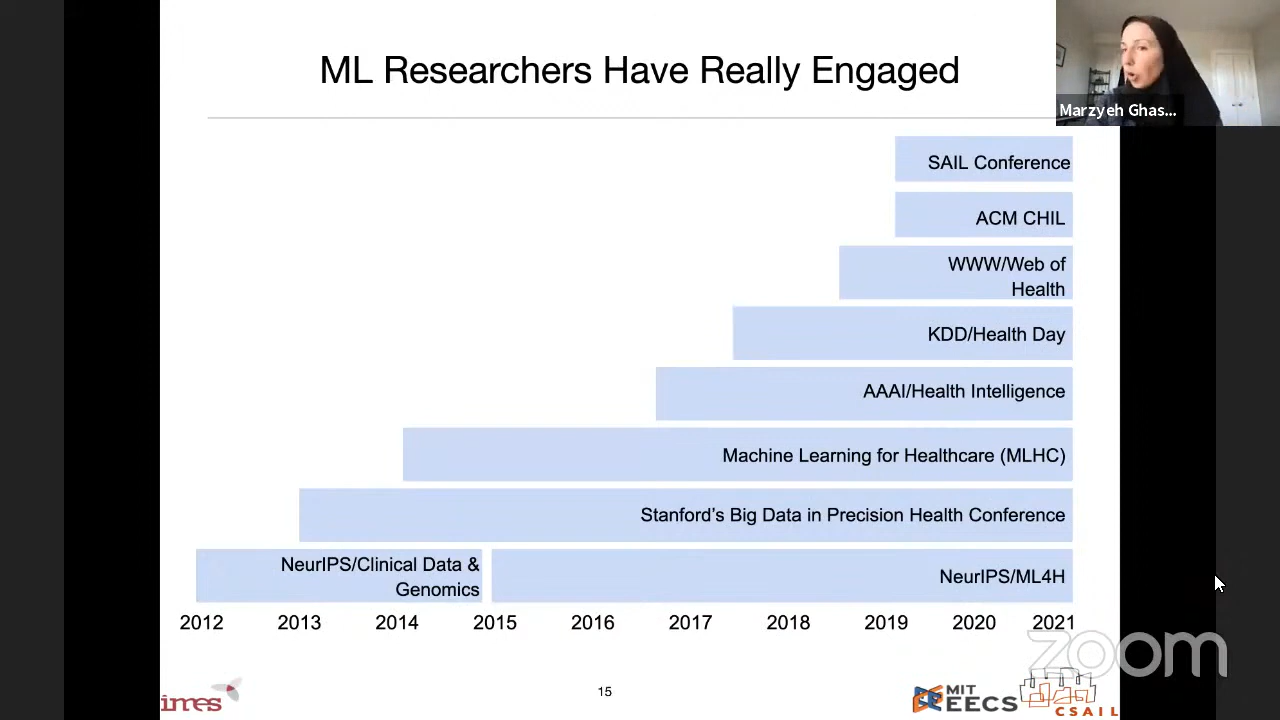 ML Researchers Have Really Engaged
Marzyeh Ghas...
SAIL Conference
ACM CHIL
WWW/Web of
Health
KDD/Health Day
AAAI/Health Intelligence
Machine Learning for Healthcare (MLHC)
Stanford's Big Data in Precision Health Conference
NeurIPS/Clinical Data &
Genomics
NeurIPS/ML4H
2012 2013 2014 2015 2016 2017 2018 2019 2020 2021
zoom
imes
15
MIT
EECS
CSAIL